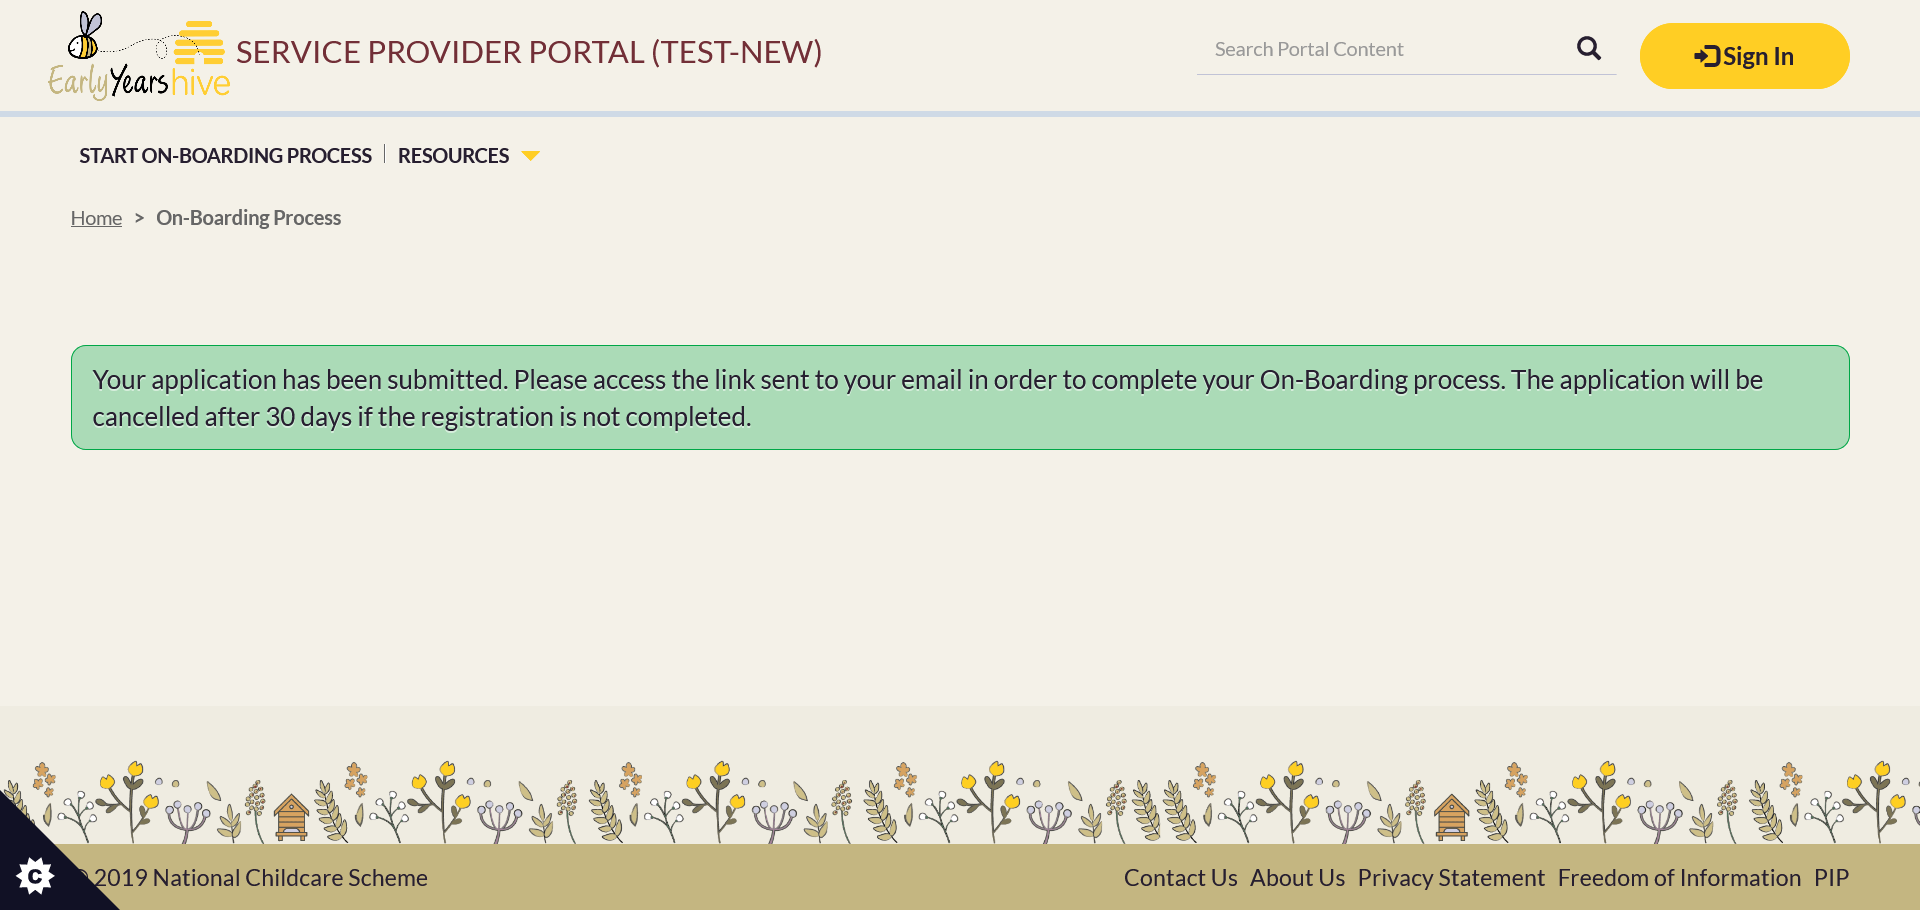 Early Years hive
SERVICE PROVIDER PORTAL (TEST-NEW)
Search Portal Content
Sign In
START ON-BOARDING PROCESS
RESOURCES
Home > On-Boarding Process
Your application has been submitted. Please access the link sent to your email in order to complete your On-Boarding process. The application will be
cancelled after 30 days if the registration is not completed.
© 2019 National Childcare Scheme
Contact Us About Us Privacy Statement Freedom of Information PIP
C